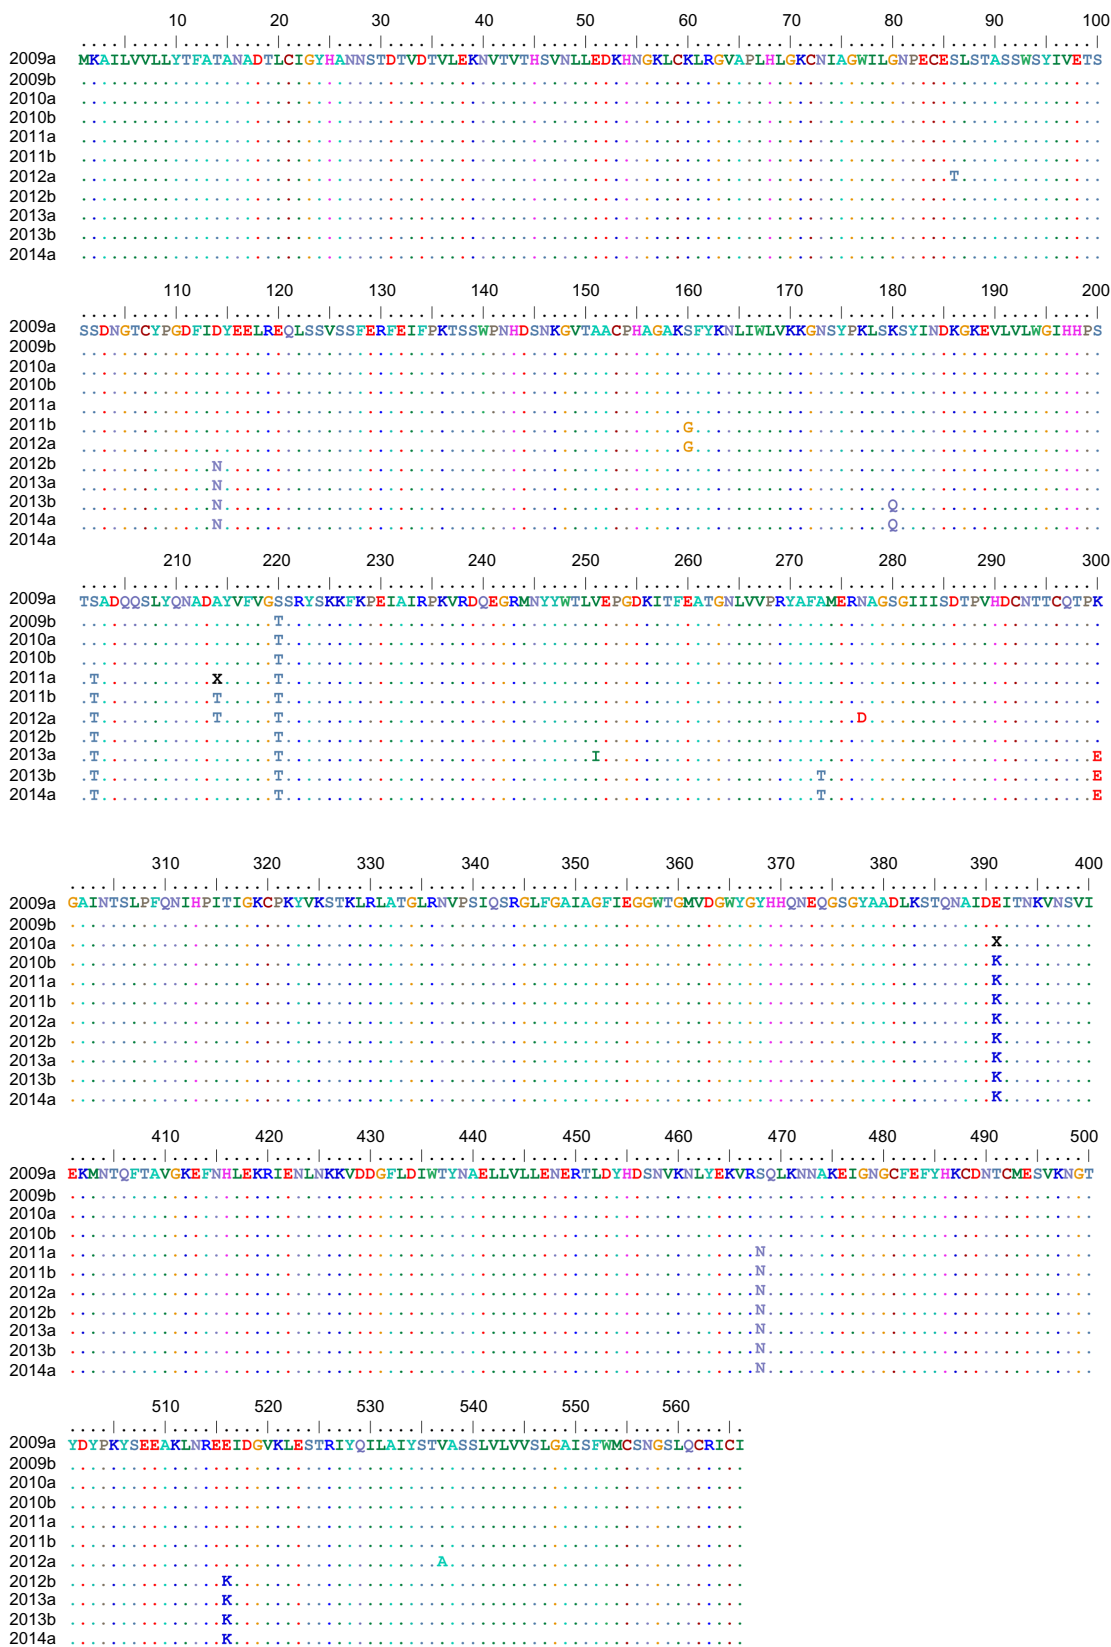 10 20 30 40 50 60 70 80 90 100
2009a MKAILVVLLYTFATANADTLCIGYHANNSTDTVDTVLEKNVTVTHSVNLLEDKHNGKLCKLRGVAPLHLGKCNIAGWILGNPECESLSTASSWSYIVETS
2009b
2010a
2010b
2011a
2011b
2012a T
2012b
2013a
2013b
2014a
110 120 130 140 150 160 170 180 190 200
2009a SSDNGTCYPGDFIDYEELREQLSSVSSFERFEIFPKTSSWPNHDSNKGVTAACPHAGAKSFYKNLIWLVKKGNSYPKLSKSYINDKGKEVLVLWGIHHPS
2009b
2010a
2010b
2011a
2011b G
2012a G
2012b N
2013a N
2013b N Q
2014a N Q
2014a
210 220 230 240 250 260 270 280 290 300
2009a TSADQQSLYQNADAYVFVGSSRYSKKFKPEIAIRPKVRDQEGRMNYYWTLVEPGDKITFEATGNLVVPRYAFAMERNAGSGIIISDTPVHDCNTTCQTPK
2009b T
2010a T
2010b T
2011a T X T
2011b T T T
2012a T T T D
2012b T T
2013a T T I E
2013b T T T E
2014a T T T E
310 320 330 340 350 360 370 380 390 400
2009a GAINTSLPFQNIHPITIGKCPKYVKSTKLRLATGLRNVPSIQSRGLFGAIAGFIEGGWTGMVDGWYGYHHQNEQGSGYAADLKSTQNAIDEITNKVNSVI
2009b
2010a X
2010b K
2011a K
2011b K
2012a K
2012b K
2013a K
2013b K
2014a K
410 420 430 440 450 460 470 480 490 500
2009a EKMNTQFTAVGKEFNHLEKRIENLNKKVDDGFLDIWTYNAELLVLLENERTLDYHDSNVKNLYEKVRSQLKNNAKEIGNGCFEFYHKCDNTCMESVKNGT
2009b
2010a
2010b
2011a N
2011b N
2012a N
2012b N
2013a N
2013b N
2014a N
510 520 530 540 550 560
2009a YDYPKYSEEAKLNREEIDGVKLESTRIYQILAIYSTVASSLVLVVSLGAISFWMCSNGSLQCRICI
2009b
2010a
2010b
2011a
2011b
2012a A
2012b K
2013a K
2013b K
2014a K